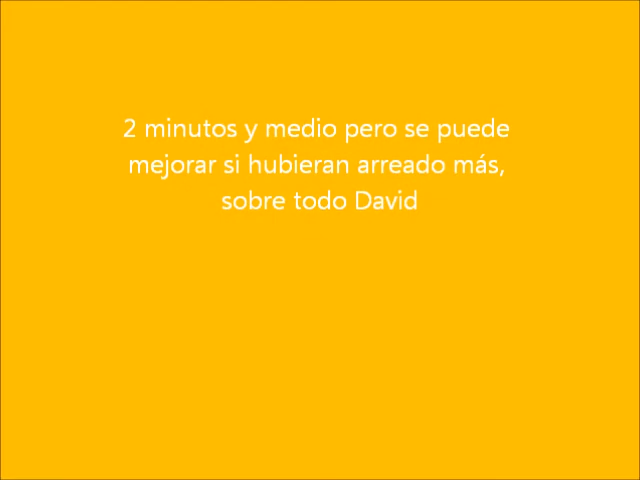 2 minutos y medio pero se puede
mejorar si hubieran arreado más,
sobre todo David